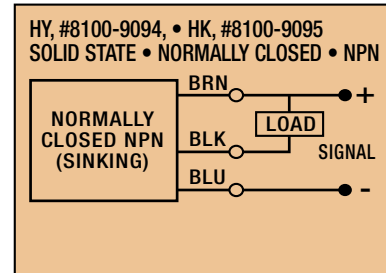 HY, #8100-9094, • HK, #8100-9095
SOLID STATE • NORMALLY CLOSED • NPN
BRN
+
NORMALLY
CLOSED NPN
(SINKING)
LOAD
BLK
SIGNAL
BLU
-